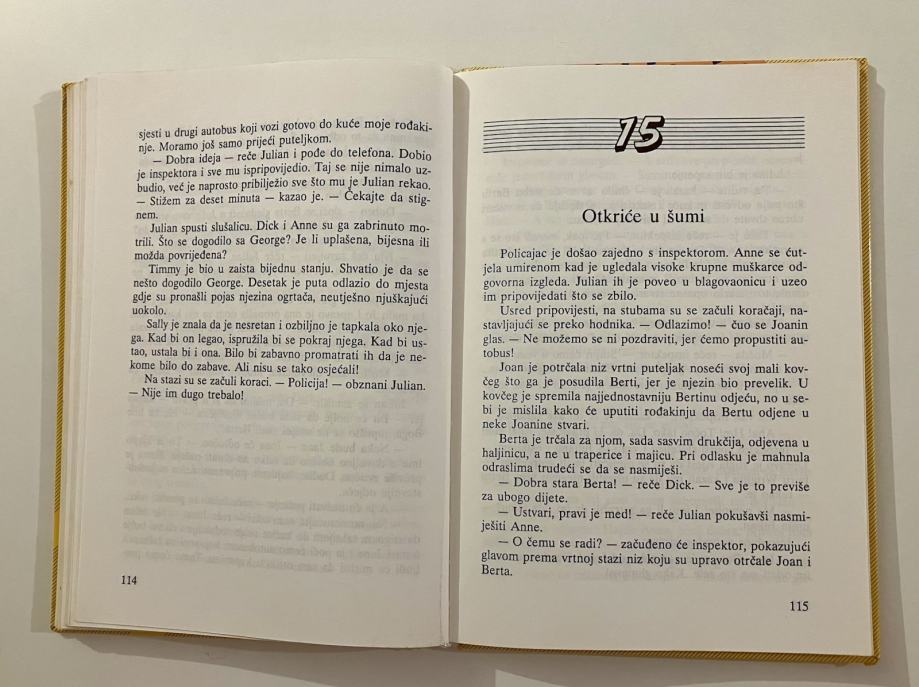 sjesti u drugi autobus koji vozi gotovo do kuće moje rođaki-
nje. Moramo još samo prijeći puteljkom.
— Dobra ideja — reče Julian i pođe do telefona. Dobio
je inspektora i sve mu ispripovijedio. Taj se nije nimalo uz-
budio, već je naprosto pribilježio sve što mu je Julian rekao.
— Stižem za deset minuta — kazao je. — Čekajte da stig-
nem.
Julian spusti slušalicu. Dick i Anne su ga zabrinuto mo-
trili. Što se dogodilo sa George? Je li uplašena, bijesna ili
možda povrijeđena?
Timmy je bio u zaista bijednu stanju. Shvatio je da se
nešto dogodilo George. Desetak je puta odlazio do mjesta
gdje su pronašli pojas njezina ogrtača, neutješno njuškajući
uokolo.
Sally je znala da je nesretan i ozbiljno je tapkala oko nje-
ga. Kad bi on legao, ispružila bi se pokraj njega. Kad bi us-
tao, ustala bi i ona. Bilo bi zabavno promatrati ih da je ne-
kome bilo do zabave. Ali nisu se tako osjećali!
Na stazi su se začuli koraci. — Policija! — obznani Julian.
— Nije im dugo trebalo!
114
15
Otkriće u šumi
Policajac je došao zajedno s inspektorom. Anne se ćut-
jela umirenom kad je ugledala visoke krupne muškarce od-
govorna izgleda. Julian ih je poveo u blagovaonicu i uzeo
im pripovijedati što se zbilo.
Usred pripovijesti, na stubama su se začuli koračaji, na-
stavljajući se preko hodnika. — Odlazimo! — čuo se Joanin
glas. — Ne možemo se ni pozdraviti, jer ćemo propustiti au-
tobus!
Joan je potrčala niz vrtni puteljak noseći svoj mali kov-
čeg što ga je posudila Berti, jer je njezin bio prevelik. U
kovčeg je spremila najjednostavniju Bertinu odjeću, no u se-
bi je mislila kako će uputiti rođakinju da Bertu odjene u
neke Joanine stvari.
Berta je trčala za njom, sada sasvim drukčija, odjevena u
haljinicu, a ne u traperice i majicu. Pri odlasku je mahnula
odraslima trudeći se da se nasmiješi.
— Dobra stara Berta! — reče Dick. — Sve je to previše
za ubogo dijete.
— Ustvari, pravi je med! — reče Julian pokušavši nasmi-
ješiti Anne.
— O čemu se radi? — začuđeno će inspektor, pokazujući
glavom prema vrtnoj stazi niz koju su upravo otrčale Joan i
Berta.
115